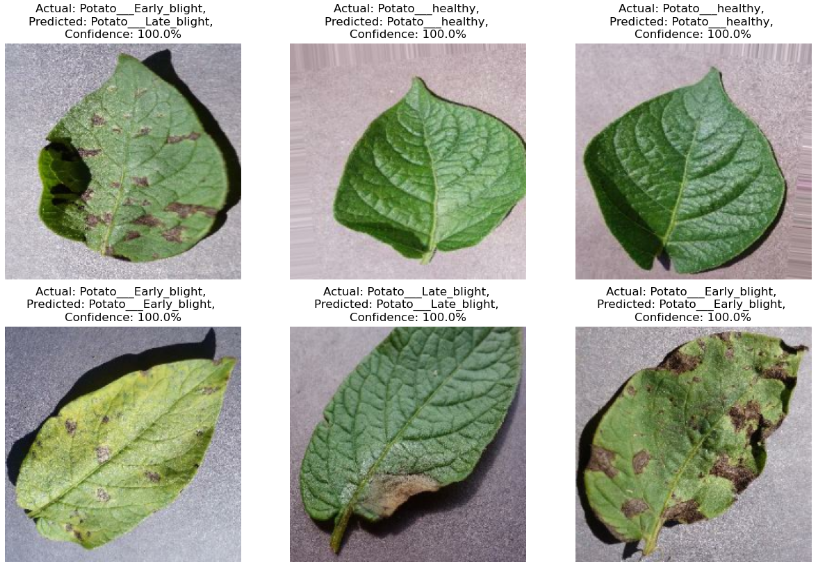 Actual: Potato___Early_blight,
Predicted: Potato___Late_blight,
Confidence: 100.0%
Actual: Potato___healthy,
Predicted: Potato___healthy,
Confidence: 100.0%
Actual: Potato___healthy,
Predicted: Potato___healthy,
Confidence: 100.0%
Actual: Potato___Early_blight,
Predicted: Potato___Early_blight,
Confidence: 100.0%
Actual: Potato___Late_blight,
Predicted: Potato___Late_blight,
Confidence: 100.0%
Actual: Potato___Early_blight,
Predicted: Potato___Early_blight,
Confidence: 100.0%